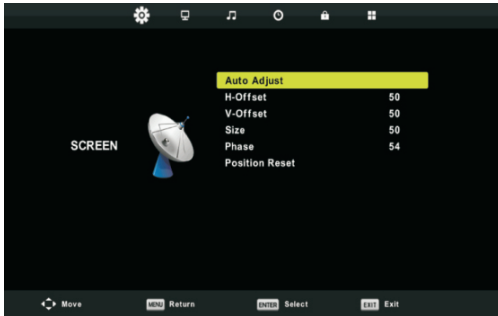 Auto Adjust
H-Offset 50
V-Offset 50
Size 50
SCREEN
Phase 54
Position Reset
Move MENU Return ENTER Select EXIT Exit